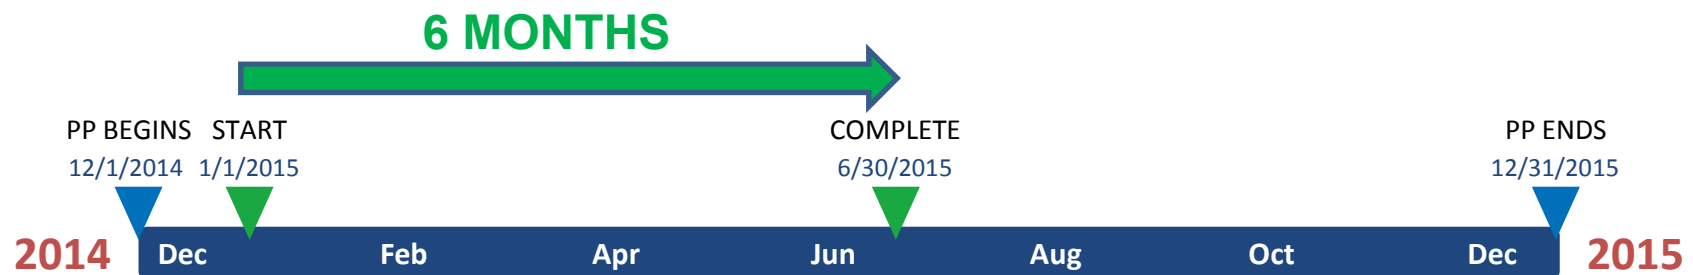 6 MONTHS
PP BEGINS START COMPLETE PP ENDS
12/1/2014 1/1/2015 6/30/2015 12/31/2015
2014 Dec Feb Apr Jun Aug Oct Dec 2015